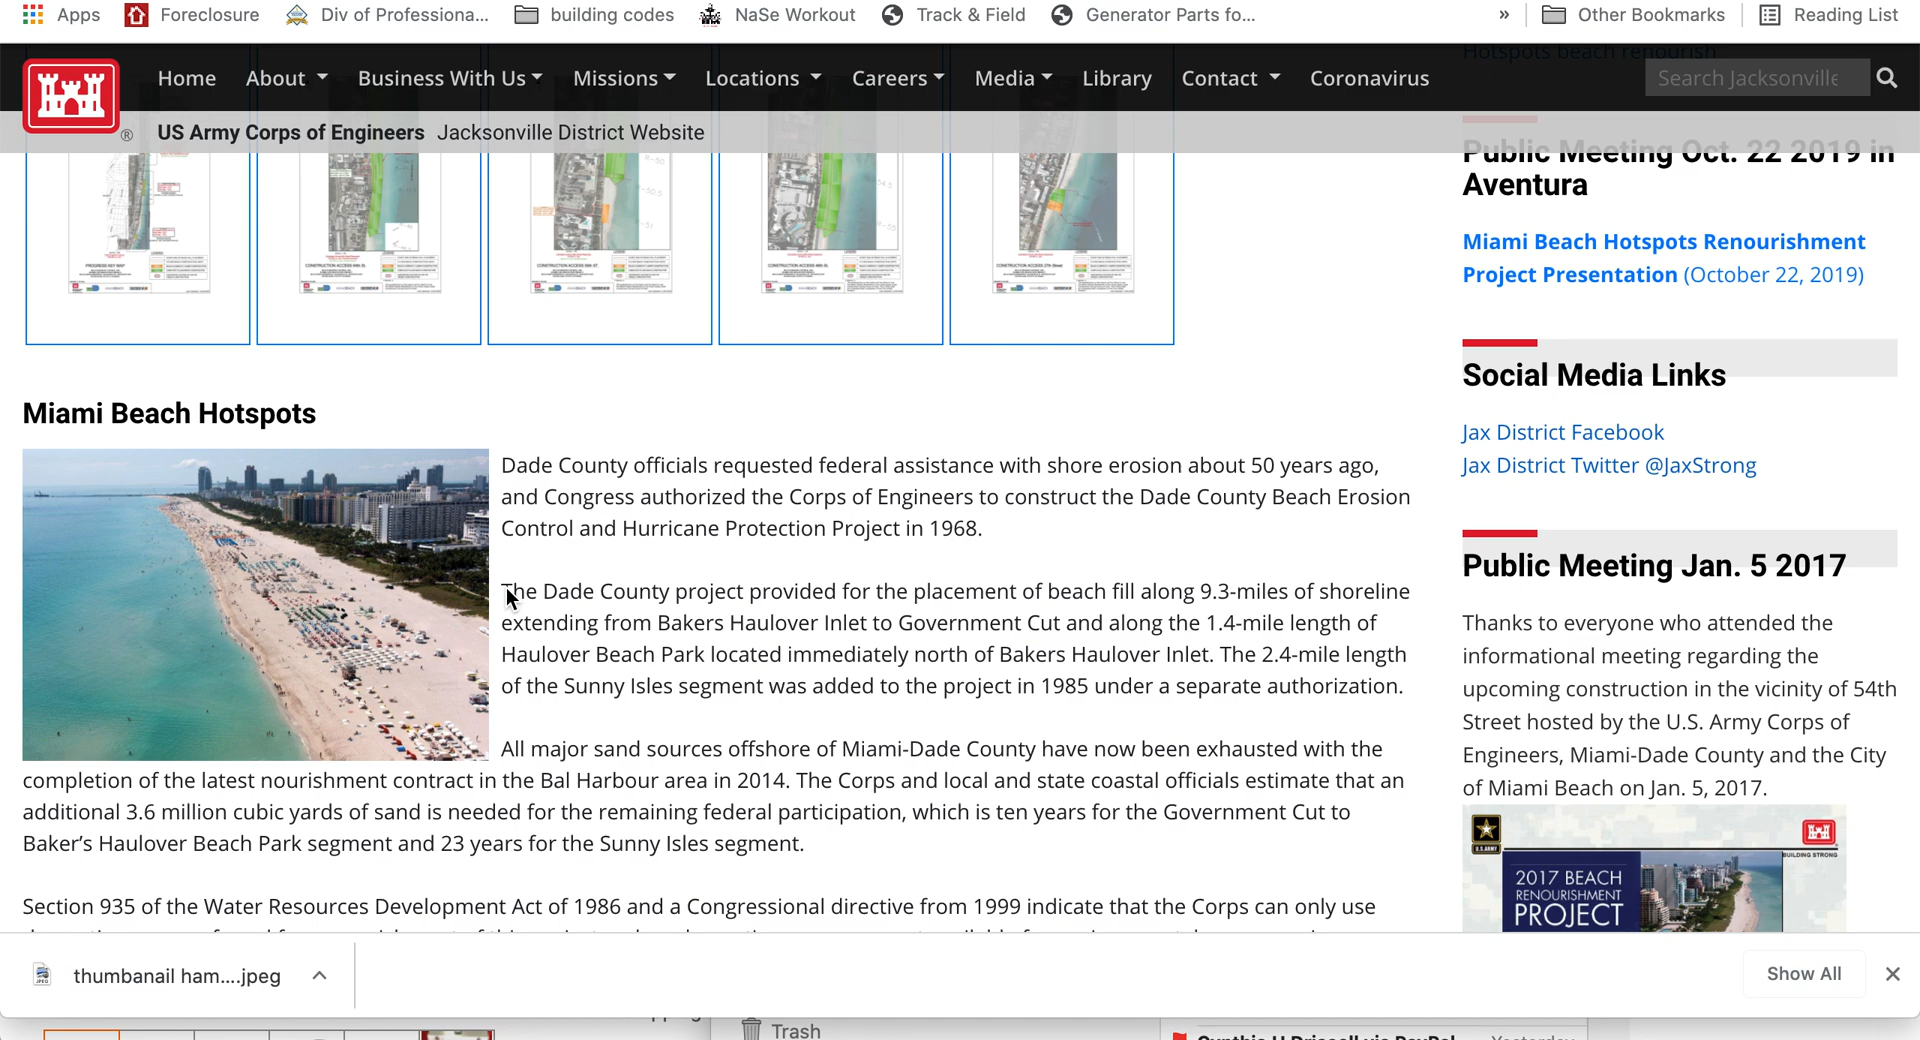 Apps Foreclosure Div of Professiona... building codes NaSe Workout Track & Field Generator Parts fo... » Other Bookmarks Reading List
Hotspots beach renourish
Home About Business With Us Missions Locations Careers Media Library Contact Coronavirus Search Jacksonville
® US Army Corps of Engineers Jacksonville District Website
Public Meeting Oct. 22 2019 in
Aventura
Miami Beach Hotspots Renourishment
Project Presentation (October 22, 2019)
Social Media Links
Jax District Facebook
Jax District Twitter @JaxStrong
Miami Beach Hotspots
Dade County officials requested federal assistance with shore erosion about 50 years ago,
and Congress authorized the Corps of Engineers to construct the Dade County Beach Erosion
Control and Hurricane Protection Project in 1968.
The Dade County project provided for the placement of beach fill along 9.3-miles of shoreline
extending from Bakers Haulover Inlet to Government Cut and along the 1.4-mile length of
Haulover Beach Park located immediately north of Bakers Haulover Inlet. The 2.4-mile length
of the Sunny Isles segment was added to the project in 1985 under a separate authorization.
All major sand sources offshore of Miami-Dade County have now been exhausted with the
completion of the latest nourishment contract in the Bal Harbour area in 2014. The Corps and local and state coastal officials estimate that an
additional 3.6 million cubic yards of sand is needed for the remaining federal participation, which is ten years for the Government Cut to
Baker’s Haulover Beach Park segment and 23 years for the Sunny Isles segment.
Section 935 of the Water Resources Development Act of 1986 and a Congressional directive from 1999 indicate that the Corps can only use
Public Meeting Jan. 5 2017
Thanks to everyone who attended the
informational meeting regarding the
upcoming construction in the vicinity of 54th
Street hosted by the U.S. Army Corps of
Engineers, Miami-Dade County and the City
of Miami Beach on Jan. 5, 2017.
U.S.ARMY
BUILDING STRONG
2017 BEACH
RENOURISHMENT
PROJECT
thumbanail ham....jpeg Show All
Trash
Yesterday